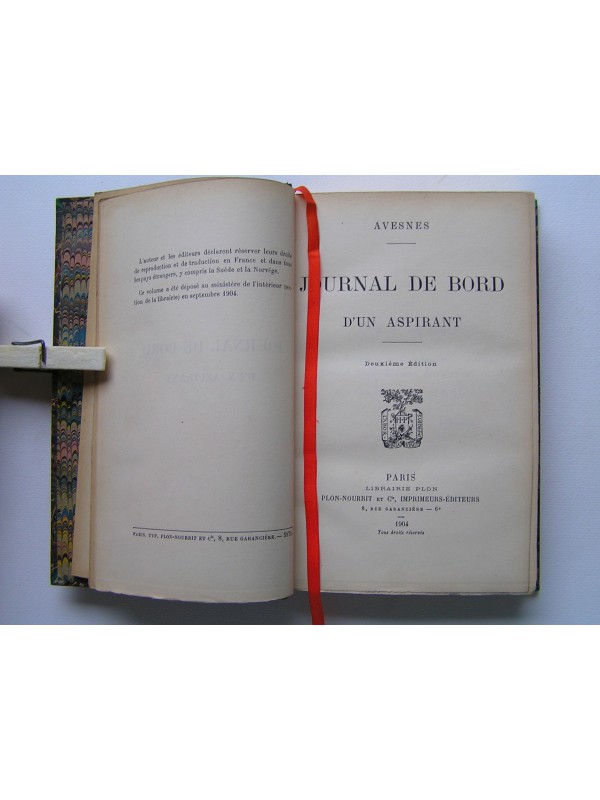 L'auteur et les éditeurs déclarent réserver leurs droits
de reproduction et de traduction en France et dans tous
les pays étrangers, y compris la Suède et la Norvège.
Ce volume a été déposé au ministère de l'intérieur (sec-
tion de la librairie) en septembre 1904.
PARIS. TYP. PLON-NOURRIT ET Cie, 8, RUE GARANCIÈRE. —
AVESNES
JOURNAL DE BORD
D'UN ASPIRANT
Deuxième Édition
PARIS
LIBRAIRIE PLON
PLON-NOURRIT ET Cie, IMPRIMEURS-ÉDITEURS
8, RUE GARANCIÈRE — 6e
1904
Tous droits réservés